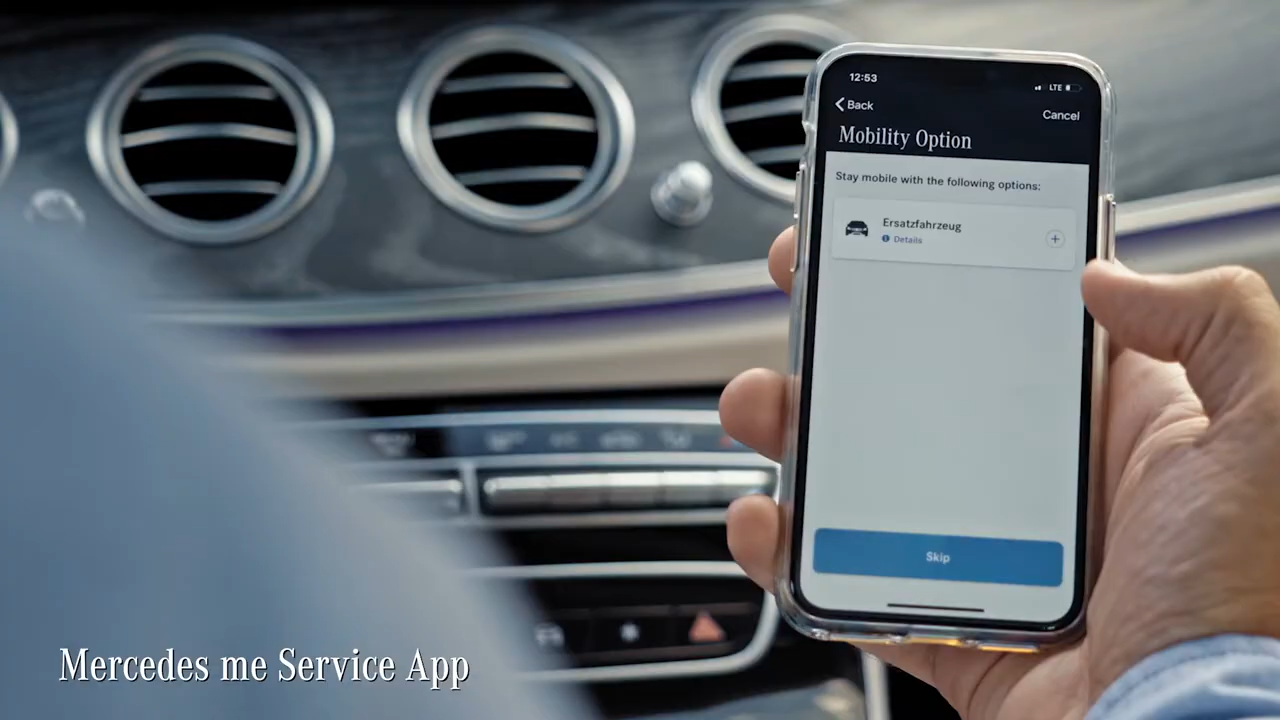 12:53
LTE
Back
Cancel
Mobility Option
Stay mobile with the following options:
Ersatzfahrzeug
Details
Skip
Mercedes me Service App